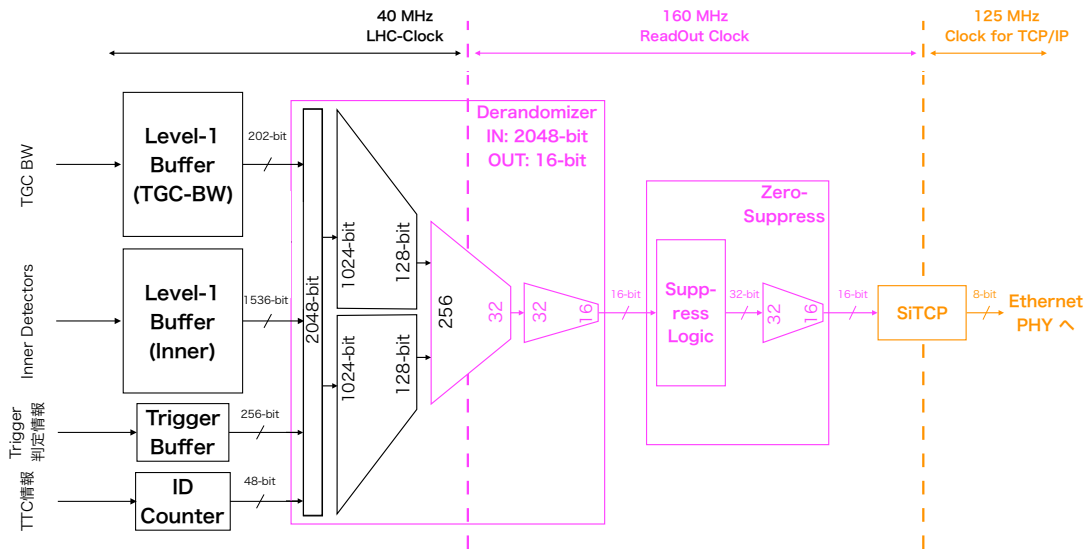 40 MHz
LHC-Clock
160 MHz
ReadOut Clock
125 MHz
Clock for TCP/IP
TGC BW
Level-1
Buffer
(TGC-BW)
202-bit
Inner Detectors
Level-1
Buffer
(Inner)
1536-bit
Trigger
判定情報
Trigger
Buffer
256-bit
TTC情報
ID
Counter
48-bit
2048-bit
1024-bit
128-bit
1024-bit
128-bit
Derandomizer
IN: 2048-bit
OUT: 16-bit
256
32
32
16
16-bit
Zero-
Suppress
Supp-
ress
Logic
32-bit
32
16
16-bit
SiTCP
8-bit
Ethernet
PHY へ